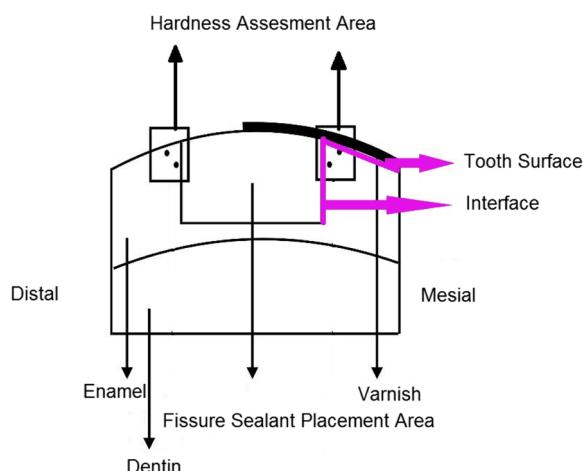 Hardness Assesment Area
Tooth Surface
Interface
Distal
Mesial
Enamel
Varnish
Fissure Sealant Placement Area
Dentin